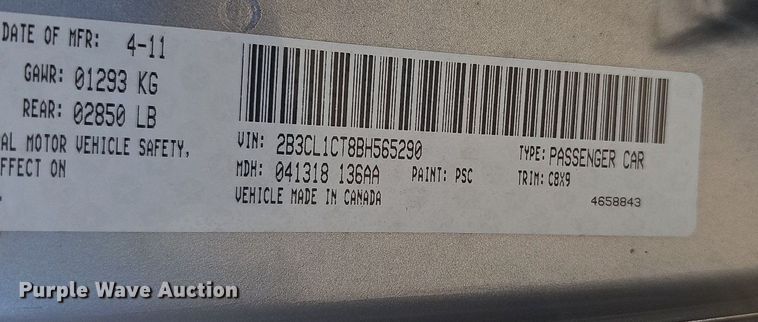 DATE OF MFR: 4-11
GAWR: 01293 KG
REAR: 02850 LB
AL MOTOR VEHICLE SAFETY,
FFECT ON
VIN: 2B3CL1CT8BH565290 TYPE: PASSENGER CAR
MDH: 041318 136AA PAINT: PSC TRIM: C8X9
VEHICLE MADE IN CANADA 4658843
Purple Wave Auction